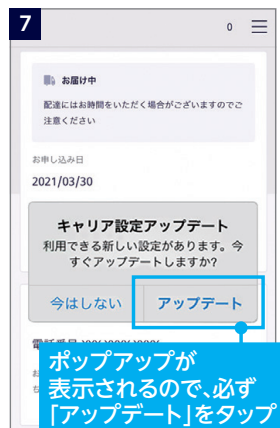 7
0
お届け中
配達にはお時間をいただく場合がございますのでご
注意ください
お申し込み日
2021/03/30
キャリア設定アップデート
利用できる新しい設定があります。今
すぐアップデートしますか?
今はしない アップデート
電話番号
お
ち
ポップアップが
表示されるので、必ず
「アップデート」をタップ